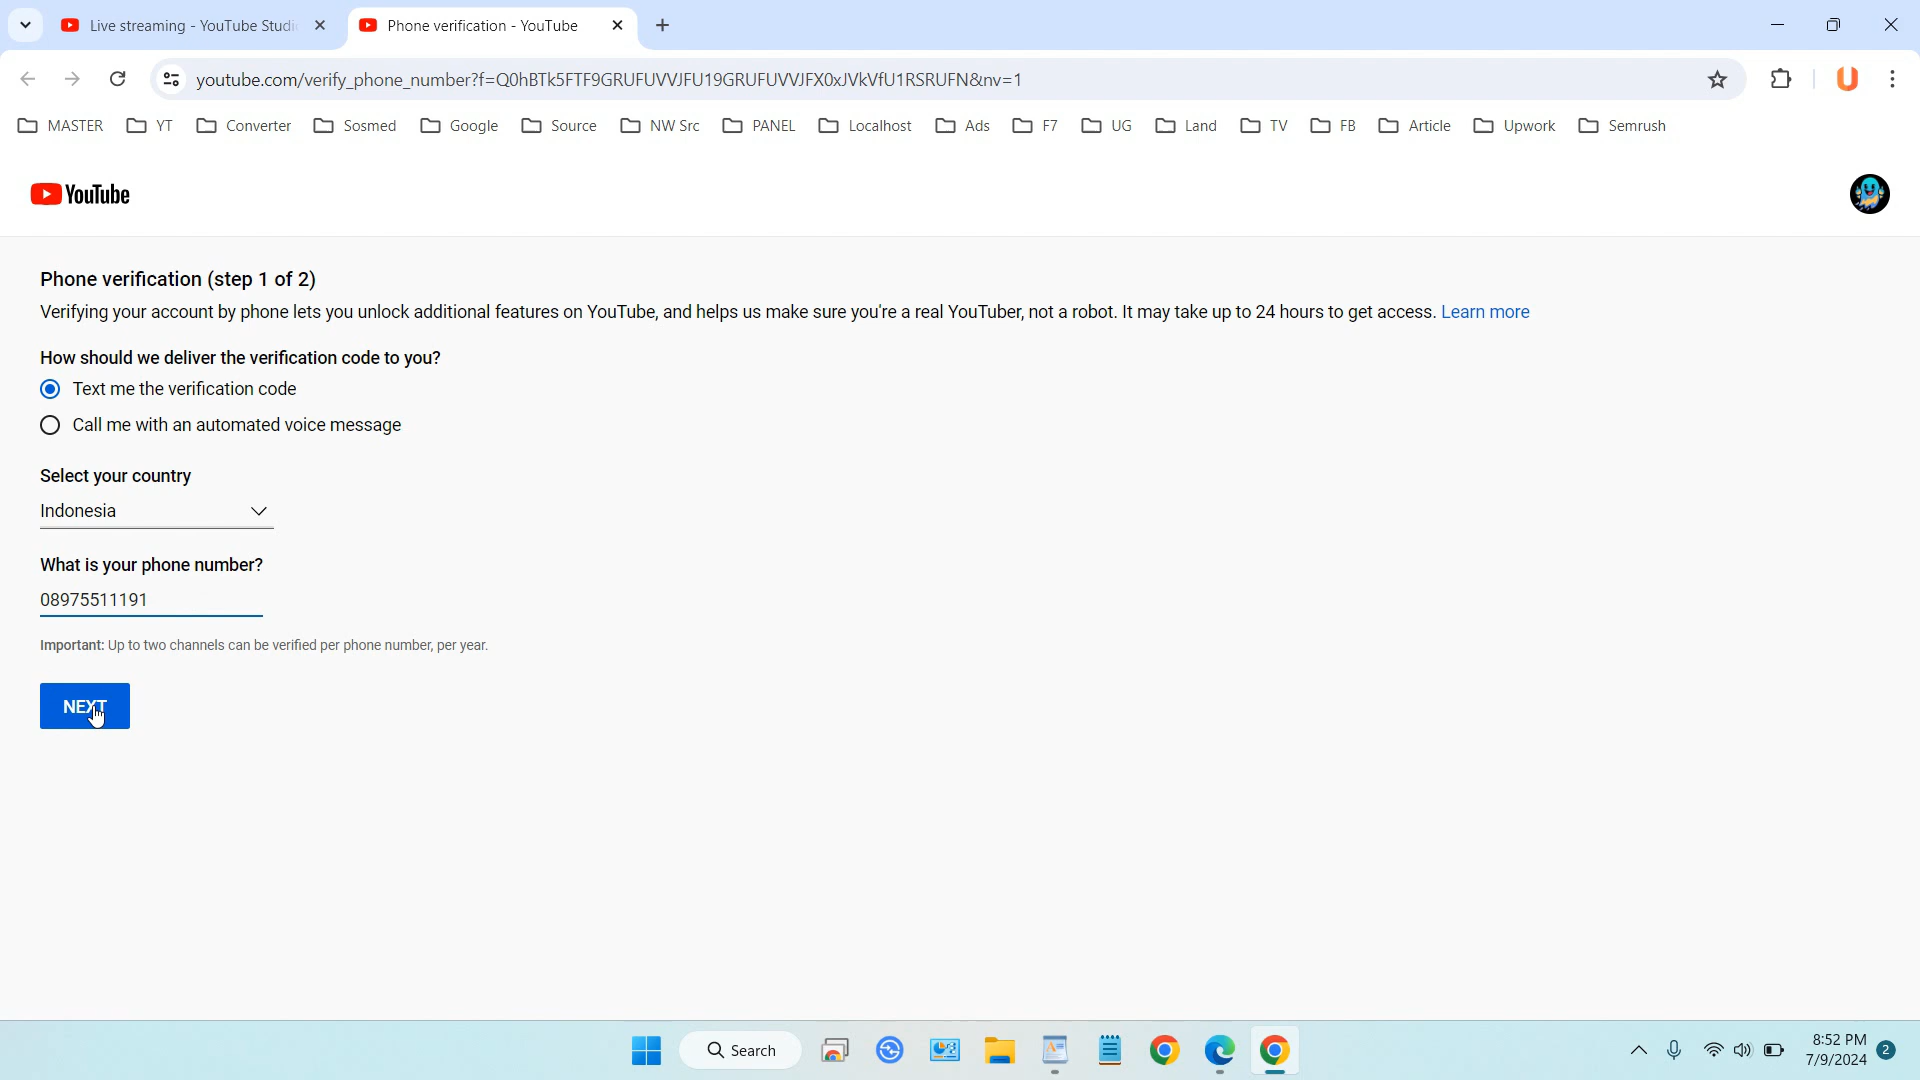 Live streaming - YouTube Studi
Phone verification - YouTube
youtube.com/verify_phone_number?f=Q0hBTk5FTF9GRUFUVVJFU19GRUFUVVJFX0xJVkVfU1RSRUFN&nv=1
MASTER YT Converter Sosmed Google Source NW Src PANEL Localhost Ads F7 UG Land TV FB Article Upwork Semrush
YouTube
Phone verification (step 1 of 2)
Verifying your account by phone lets you unlock additional features on YouTube, and helps us make sure you're a real YouTuber, not a robot. It may take up to 24 hours to get access. Learn more
How should we deliver the verification code to you?
Text me the verification code
Call me with an automated voice message
Select your country
Indonesia
What is your phone number?
08975511191
Important: Up to two channels can be verified per phone number, per year.
NEXT
Search
8:52 PM
7/9/2024
2